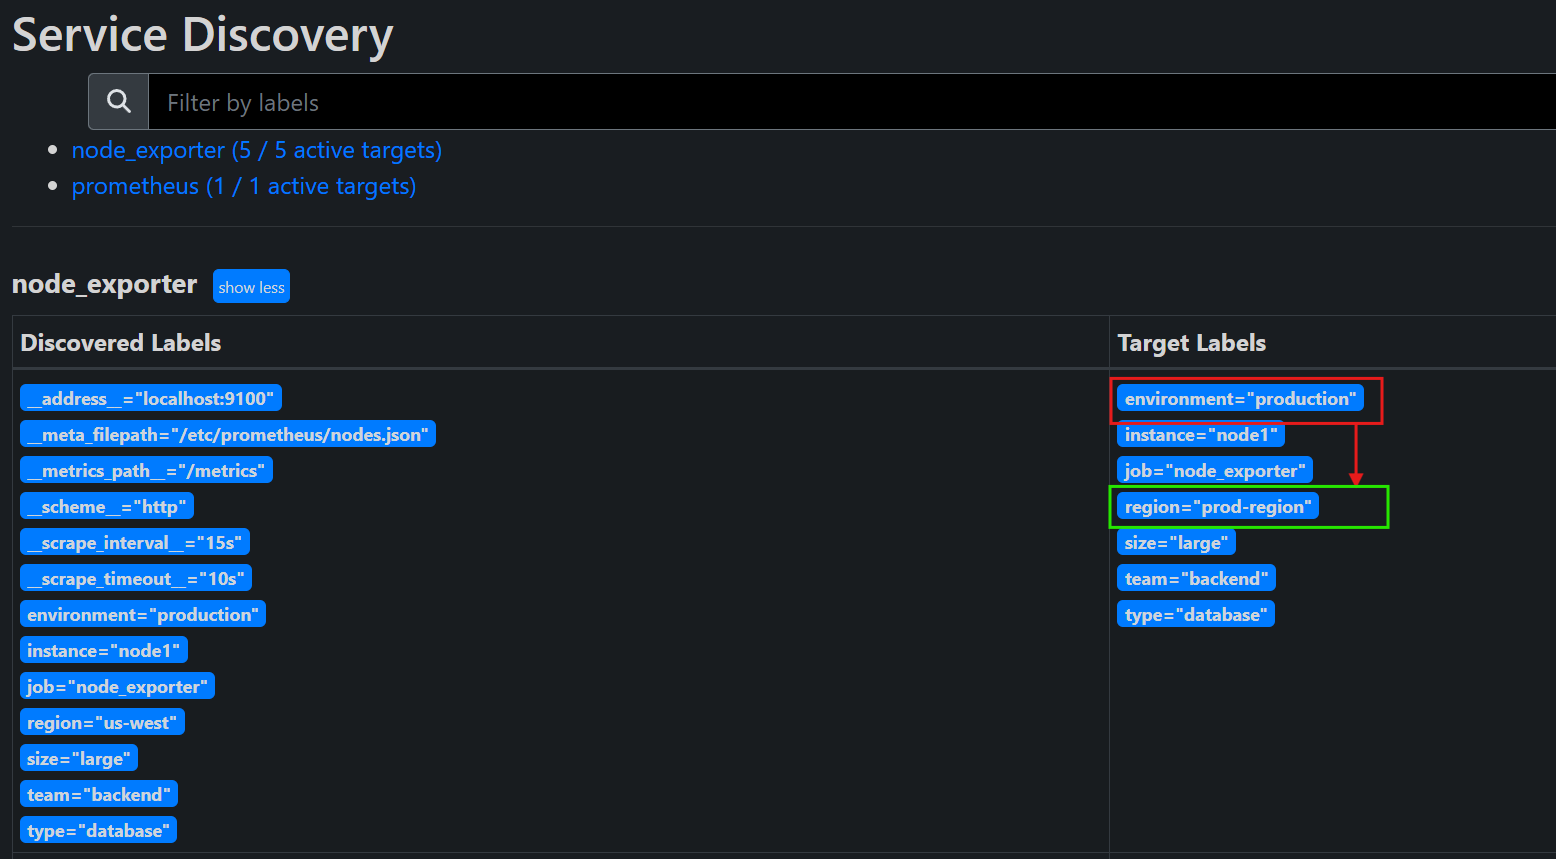 Service Discovery
Filter by labels
node_exporter (5 / 5 active targets)
prometheus (1 / 1 active targets)
node_exporter show less
Discovered Labels
__address__="localhost:9100"
__meta_filepath="/etc/prometheus/nodes.json"
__metrics_path__="/metrics"
__scheme__="http"
__scrape_interval__="15s"
__scrape_timeout__="10s"
environment="production"
instance="node1"
job="node_exporter"
region="us-west"
size="large"
team="backend"
type="database"
Target Labels
environment="production"
instance="node1"
job="node_exporter"
region="prod-region"
size="large"
team="backend"
type="database"